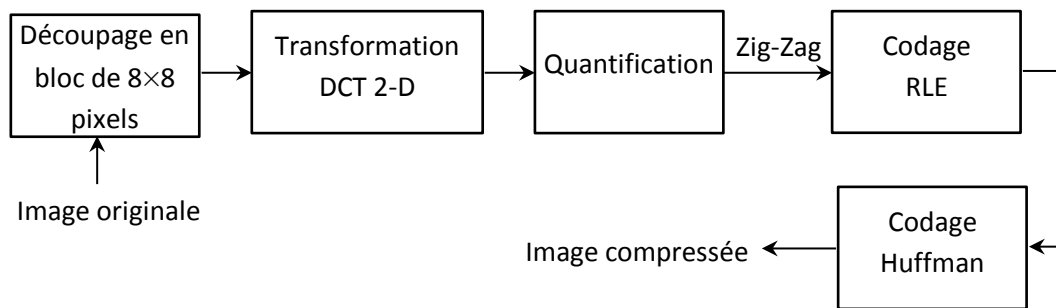 Découpage en
bloc de 8×8
pixels
Transformation
DCT 2-D
Quantification
Zig-Zag
Codage
RLE
Image originale
Codage
Huffman
Image compressée